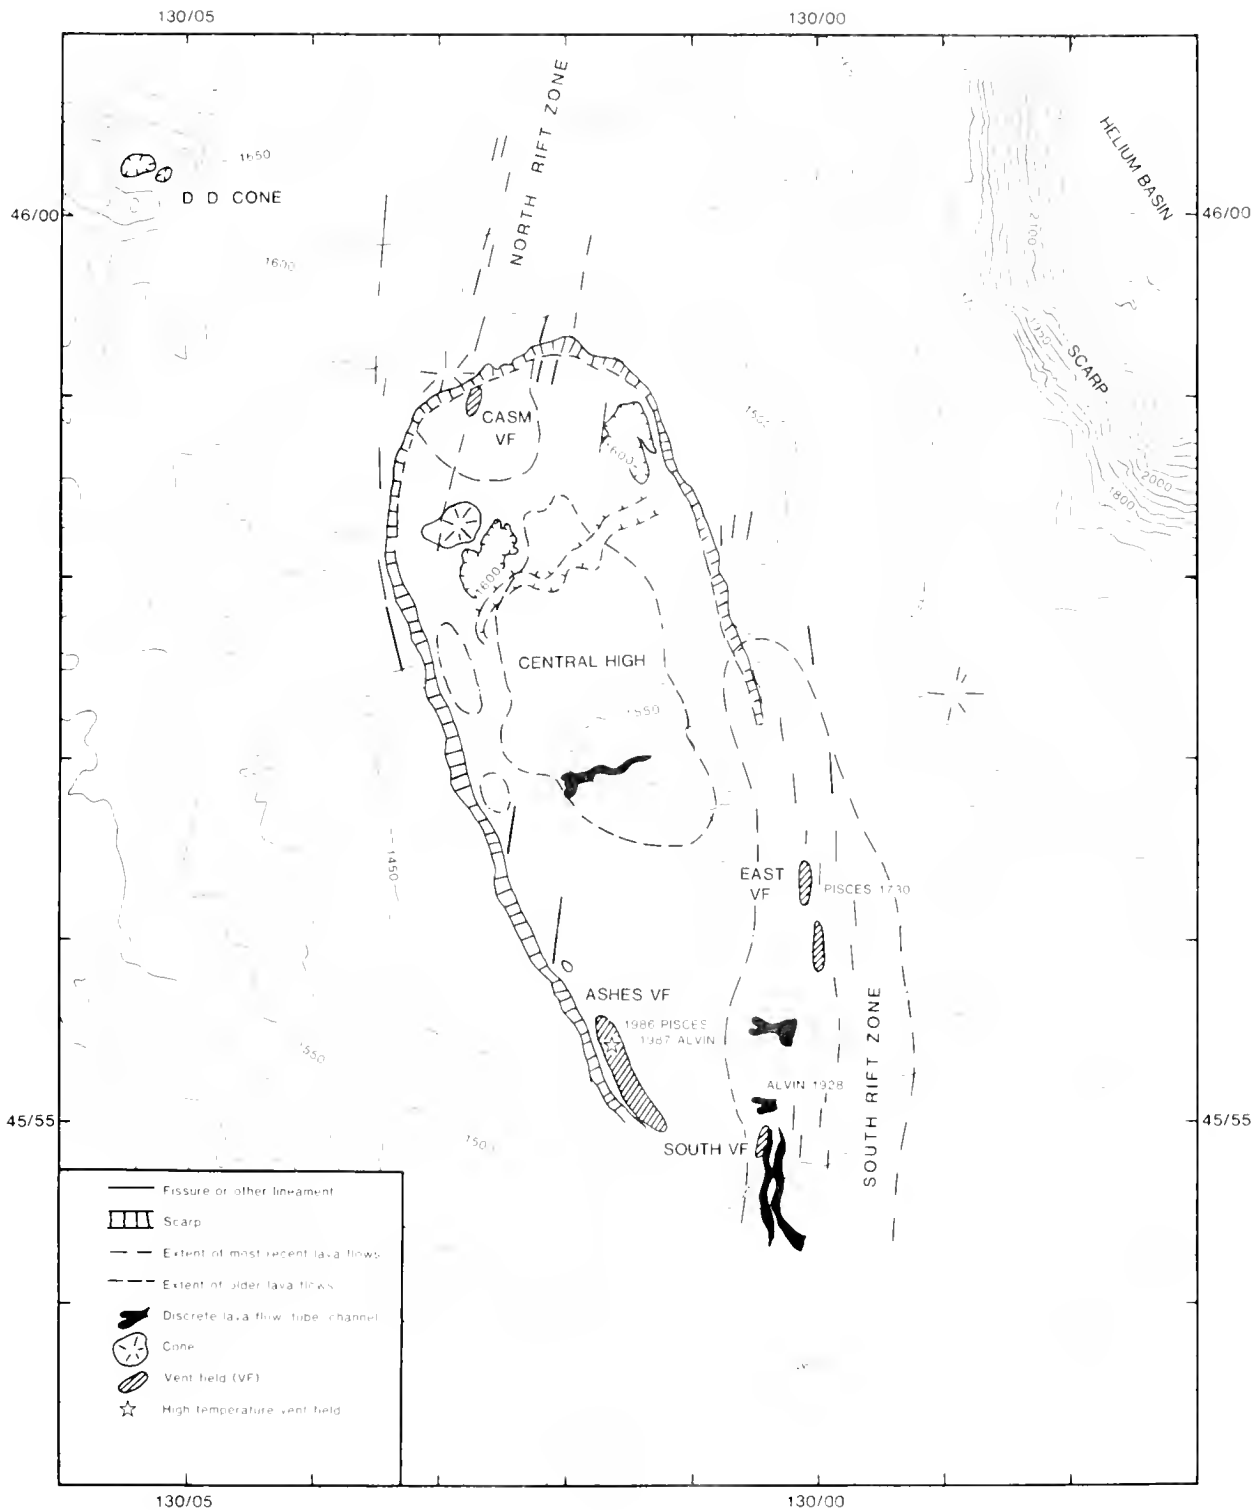 130/05
130/00
NORTH RIFT ZONE
HELIUM BASIN
1650
D D CONE
46/00
46/00
2100
1600
SCARP
CASM
VF
1600
2000
1800
1600
CENTRAL HIGH
1550
1450
EAST
VF
PISCES 1730
ASHES VF
1986 PISCES
1987 ALVIN
SOUTH RIFT ZONE
1550
ALVIN 1928
45/55
45/55
SOUTH VF
Fissure or other lineament
Scarp
Extent of most recent lava flows
Extent of older lava flows
Discrete lava flow, tube, channel
Cone
Vent field (VF)
High temperature vent field
130/05
130/00